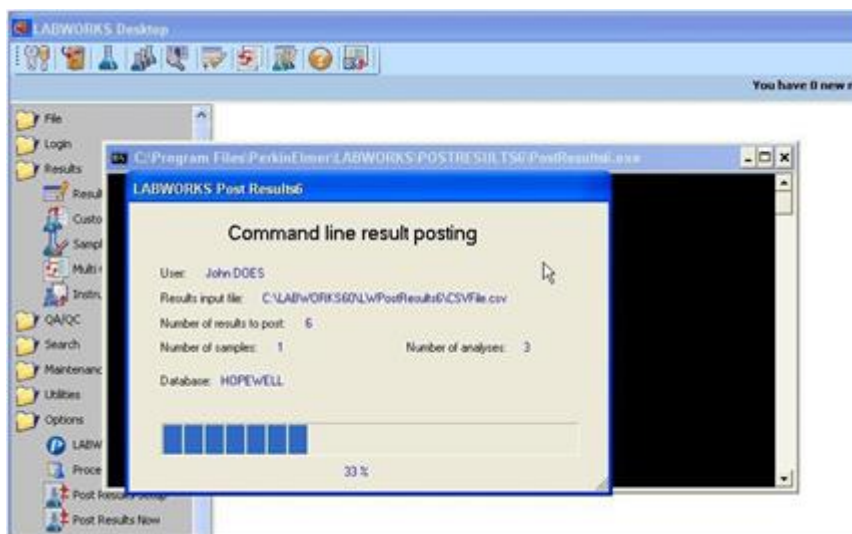 LABWORKS Desktop
You have 0 new
File
Login
Results
Resul
Custo
Sampl
Multi
Instru
QA/QC
Search
Maintenanc
Utilities
Options
LABW
Proce
Post Results Setup
Post Results Now
C:\Program Files\PerkinElmer\LABWORKS\POSTRESULTS6\PostResults6.exe
LABWORKS Post Results6
Command line result posting
User: John DOES
Results input file: C:\LABWORKS60\LWPostResults6\CSVFile.csv
Number of results to post: 6
Number of samples: 1 Number of analyses: 3
Database: HOPEWELL
33 %